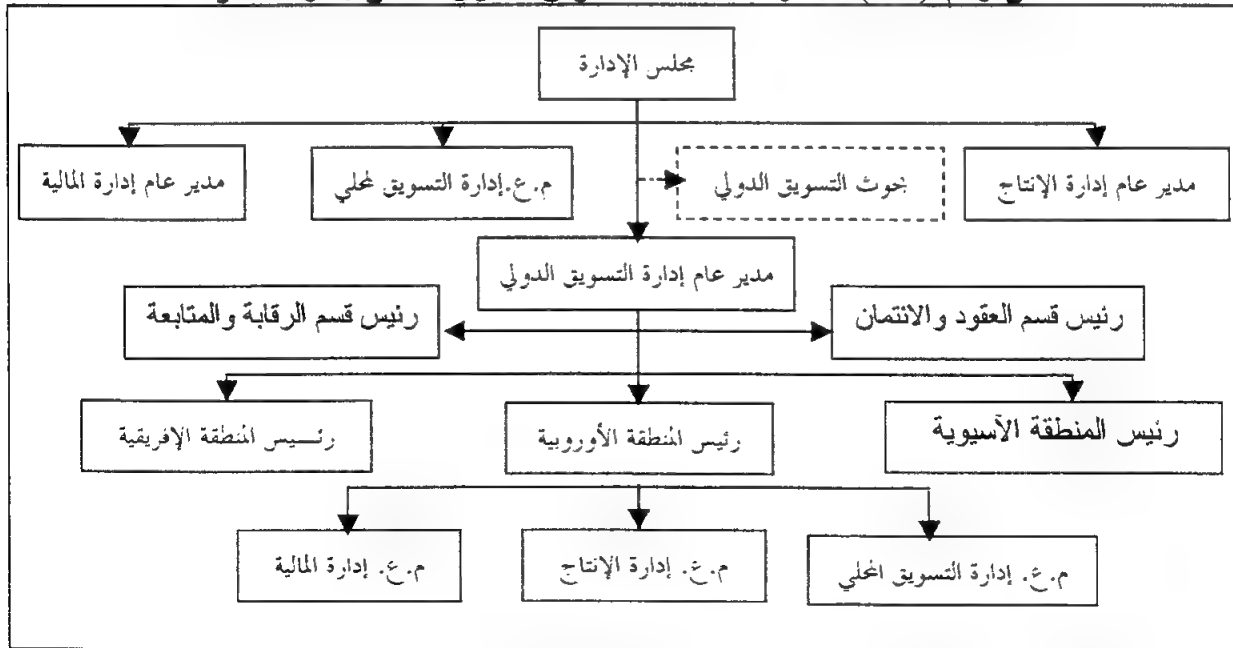 مجلس الإدارة
مدير عام إدارة الإنتاج
بحوث التسويق الدولي
م.ع.إدارة التسويق لمحلي
مدير عام إدارة المالية
مدير عام إدارة التسويق الدولي
رئيس قسم العقود والائتمان
رئيس قسم الرقابة والمتابعة
رئيس المنطقة الآسيوية
رئيس المنطقة الأوروبية
رئيس المنطقة الإفريقية
م.ع. إدارة التسويق المحلي
م.ع. إدارة الإنتاج
م.ع. إدارة المالية